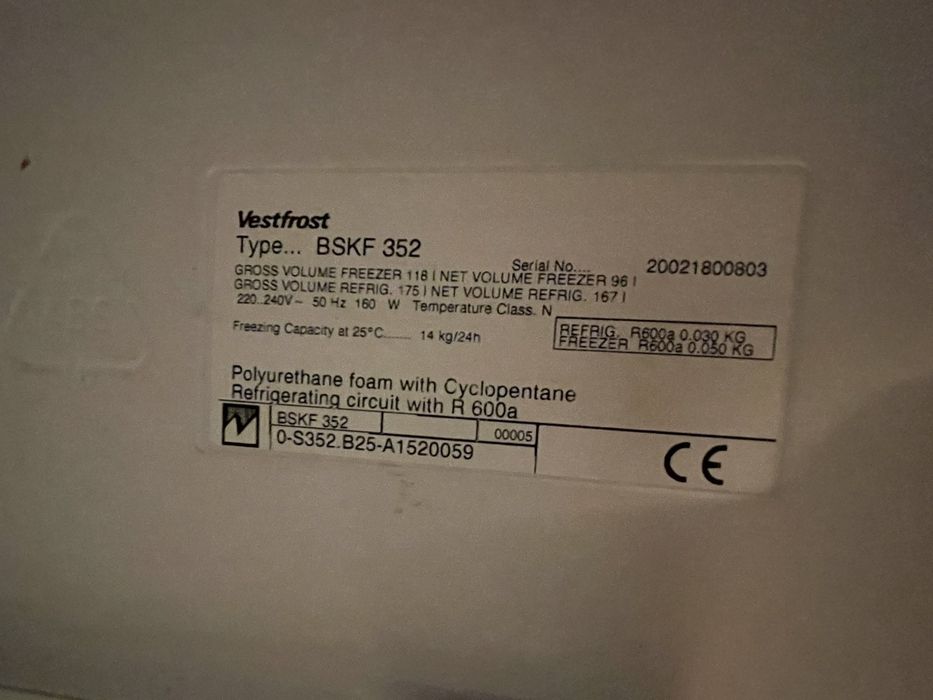 Vestfrost
Type... BSKF 352
Serial No.... 20021800803
GROSS VOLUME FREEZER 118 l NET VOLUME FREEZER 96 l
GROSS VOLUME REFRIG. 175 l NET VOLUME REFRIG. 167 l
220..240V~ 50 Hz 160 W Temperature Class. N
Freezing Capacity at 25°C....... 14 kg/24h
REFRIG. R600a 0.030 KG
FREEZER R600a 0.050 KG
Polyurethane foam with Cyclopentane
Refrigerating circuit with R 600a
BSKF 352 00005
0-S352.B25-A1520059
CE